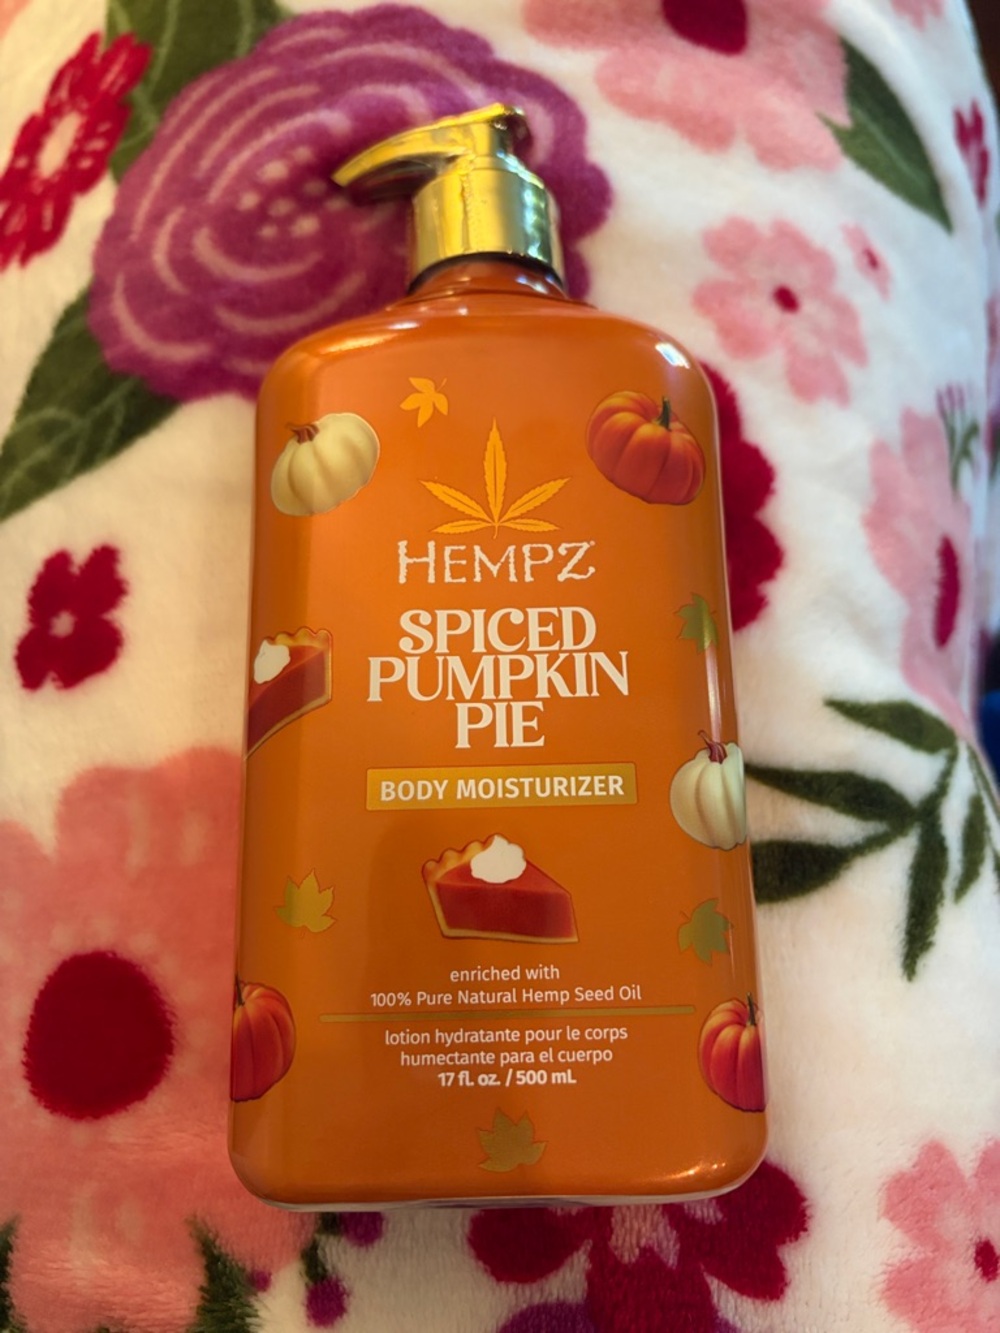 HEMPZ
SPICED
PUMPKIN
PIE
BODY MOISTURIZER
enriched with
100% Pure Natural Hemp Seed Oil
lotion hydratante pour le corps
humectante para el cuerpo
17 fl. oz. / 500 mL